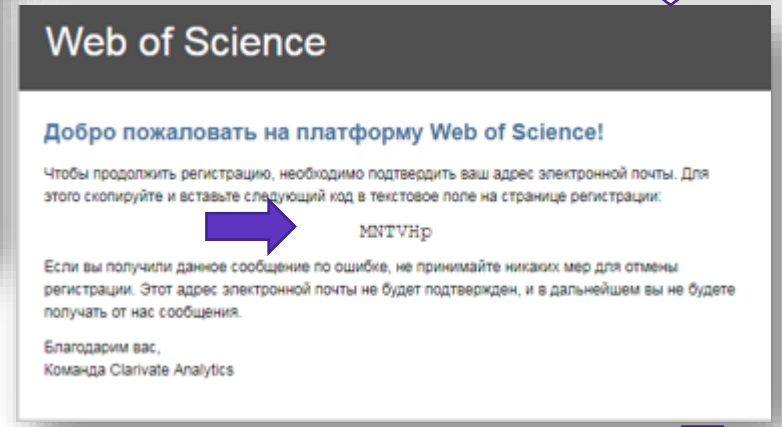 Web of Science
Добро пожаловать на платформу Web of Science!
Чтобы продолжить регистрацию, необходимо подтвердить ваш адрес электронной почты. Для
этого скопируйте и вставьте следующий код в текстовое поле на странице регистрации:
MNTVHp
Если вы получили данное сообщение по ошибке, не принимайте никаких мер для отмены
регистрации. Этот адрес электронной почты не будет подтвержден, и в дальнейшем вы не будете
получать от нас сообщения.
Благодарим вас,
Команда Clarivate Analytics